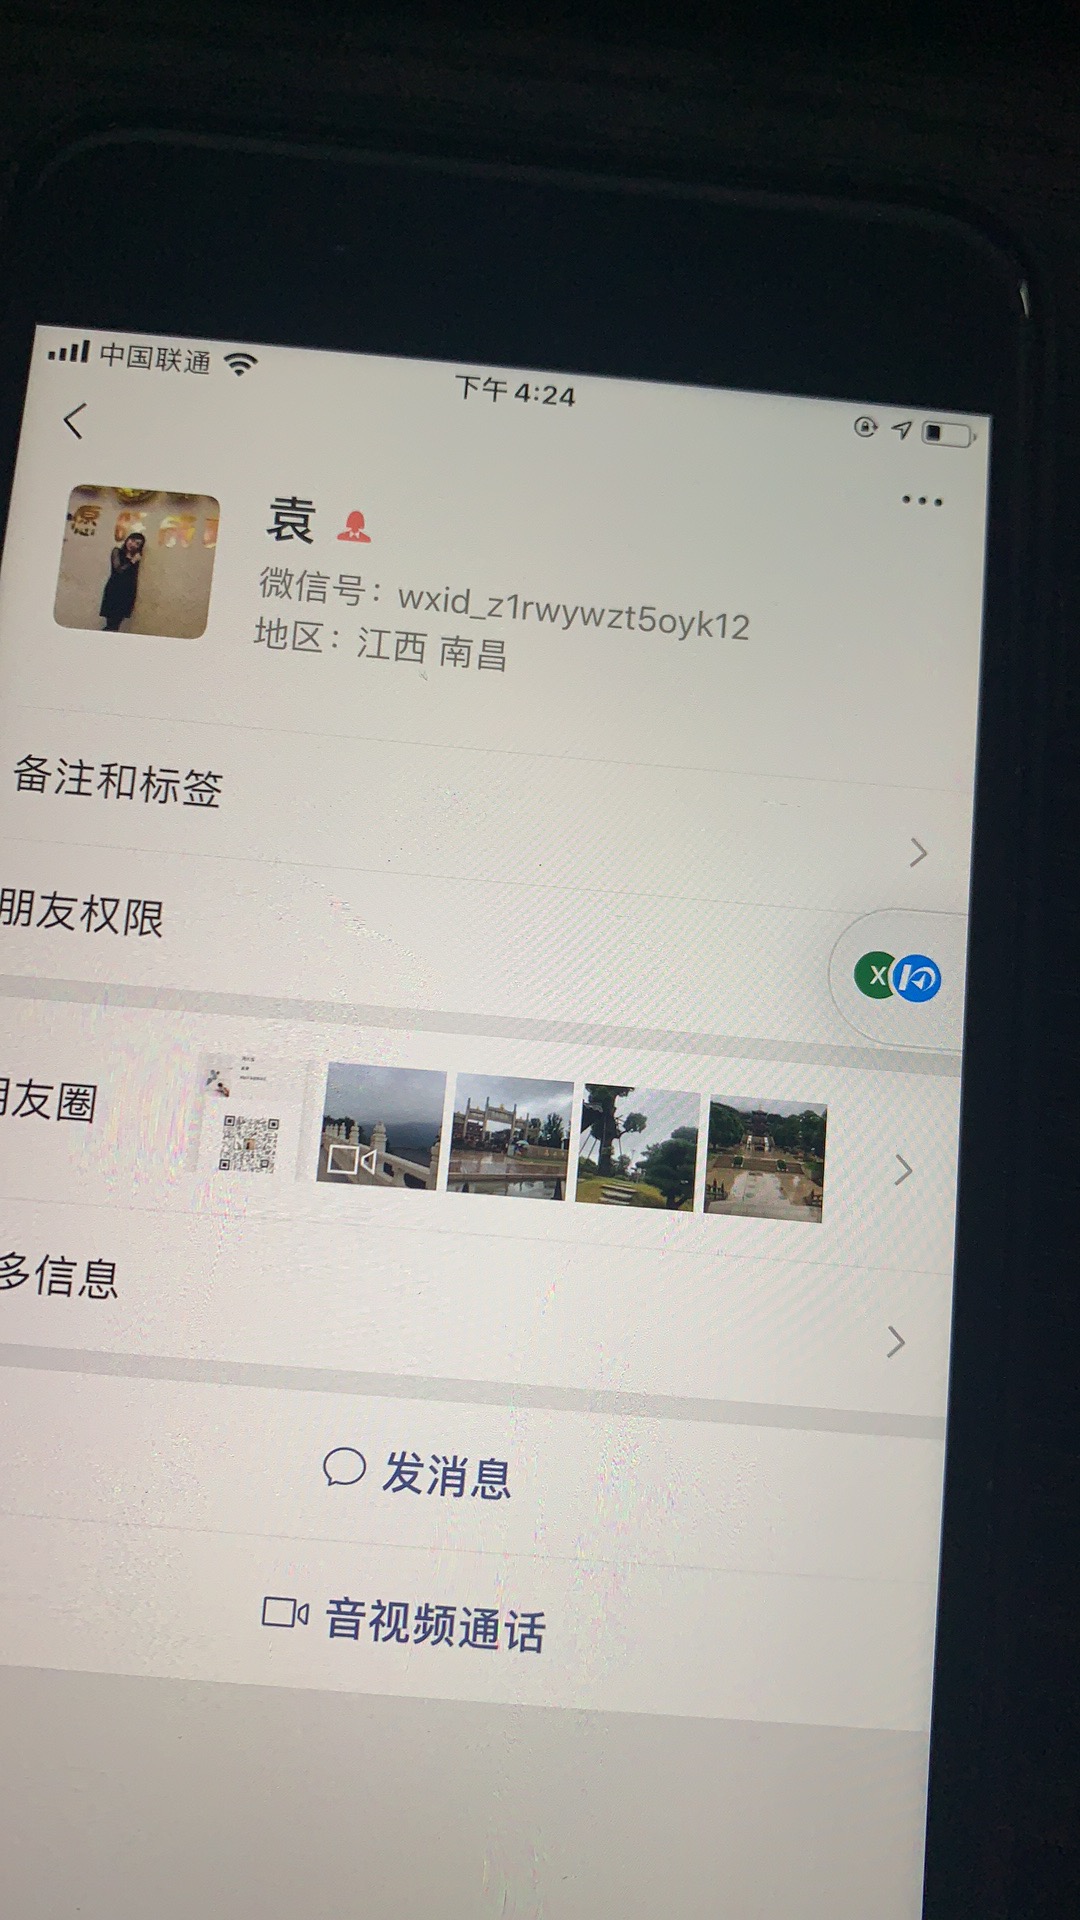 中国联通
下午4:24
袁
微信号：wxid_z1rwywzt5oyk12
地区：江西 南昌
备注和标签
朋友权限
X
朋友圈
多信息
发消息
音视频通话